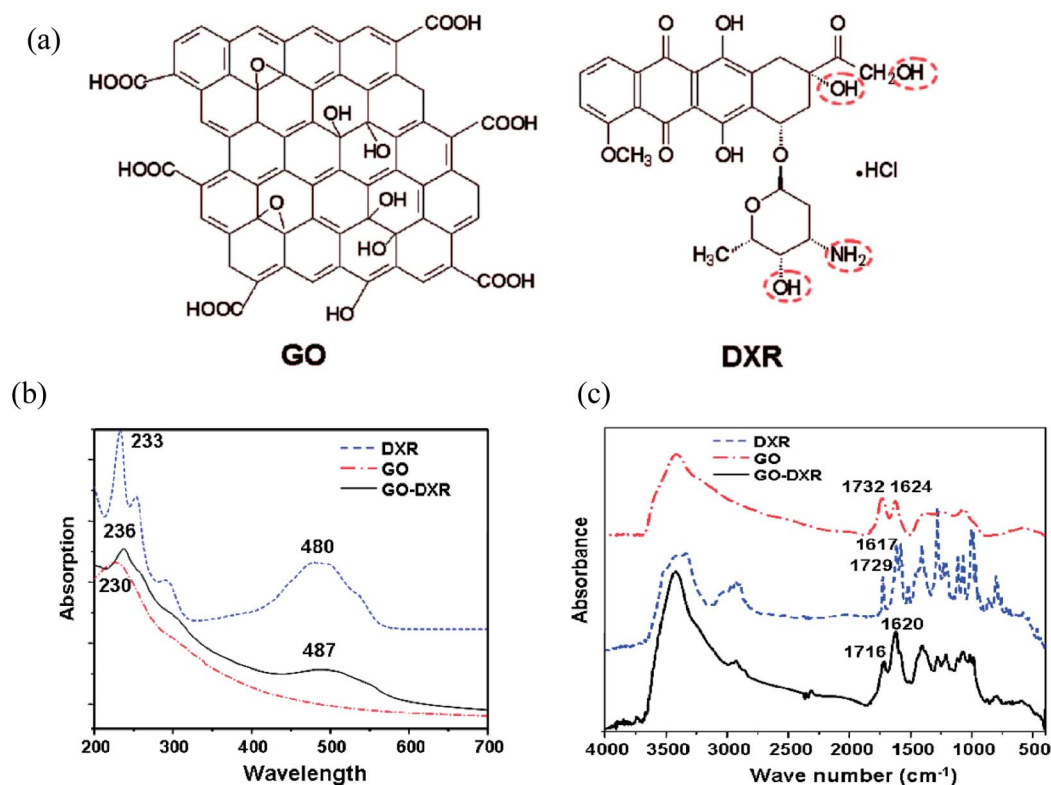 (a)
COOH
COOH
HOOC
O
OH
OH
HO
COOH
HOOC
O
OH
HO
COOH
HOOC
HO
COOH
GO
O
OH
O
CH2OH
OH
OCH3
O
OH
O
•HCl
O
H3C
NH2
OH
DXR
(b)
233
236
230
480
487
DXR
GO
GO-DXR
Absorption
200 300 400 500 600 700
Wavelength
(c)
DXR
GO
GO-DXR
1732 1624
1617
1729
1620
1716
Absorbance
4000 3500 3000 2500 2000 1500 1000 500
Wave number (cm-1)